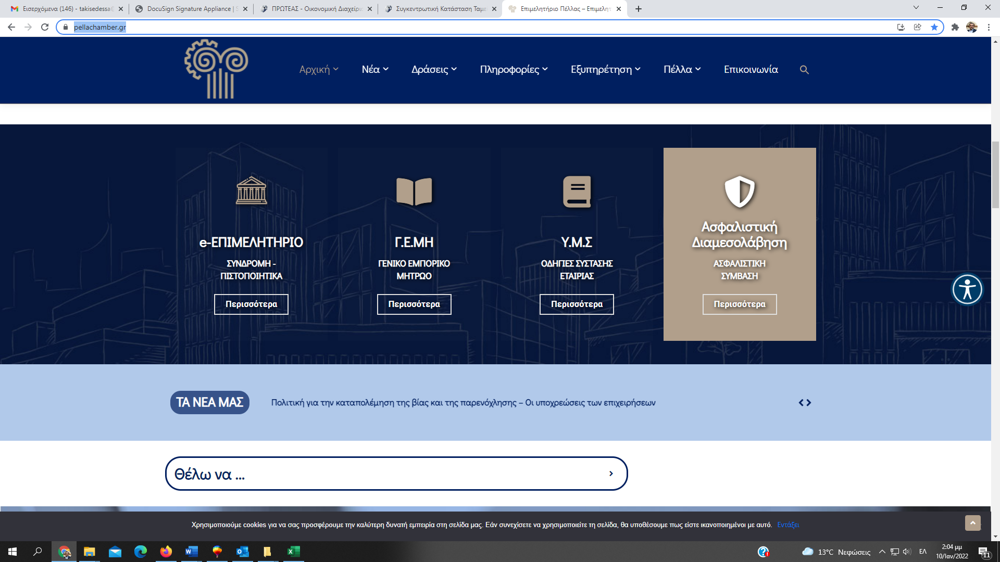 Εισερχόμενα (146) - takisedessa@
DocuSign Signature Appliance | S
ΠΡΩΤΕΑΣ - Οικονομική Διαχείρι
Συγκεντρωτική Κατάσταση Ταμε
Επιμελητήριο Πέλλας – Επιμελητ
pellachamber.gr
Αρχική
Νέα
Δράσεις
Πληροφορίες
Εξυπηρέτηση
Πέλλα
Επικοινωνία
e-ΕΠΙΜΕΛΗΤΗΡΙΟ
ΣΥΝΔΡΟΜΗ -
ΠΙΣΤΟΠΟΙΗΤΙΚΑ
Περισσότερα
Γ.Ε.ΜΗ
ΓΕΝΙΚΟ ΕΜΠΟΡΙΚΟ
ΜΗΤΡΩΟ
Περισσότερα
Υ.Μ.Σ
ΟΔΗΓΙΕΣ ΣΥΣΤΑΣΗΣ
ΕΤΑΙΡΙΑΣ
Περισσότερα
Ασφαλιστική
Διαμεσολάβηση
ΑΣΦΑΛΙΣΤΙΚΗ
ΣΥΜΒΑΣΗ
Περισσότερα
ΤΑ ΝΕΑ ΜΑΣ
Πολιτική για την καταπολέμηση της βίας και της παρενόχλησης – Οι υποχρεώσεις των επιχειρήσεων
Θέλω να ...
Χρησιμοποιούμε cookies για να σας προσφέρουμε την καλύτερη δυνατή εμπειρία στη σελίδα μας. Εάν συνεχίσετε να χρησιμοποιείτε τη σελίδα, θα υποθέσουμε πως είστε ικανοποιημένοι με αυτό. Εντάξει
13°C Νεφώσεις
ΕΛ
2:04 μμ
10/Ιαν/2022
11